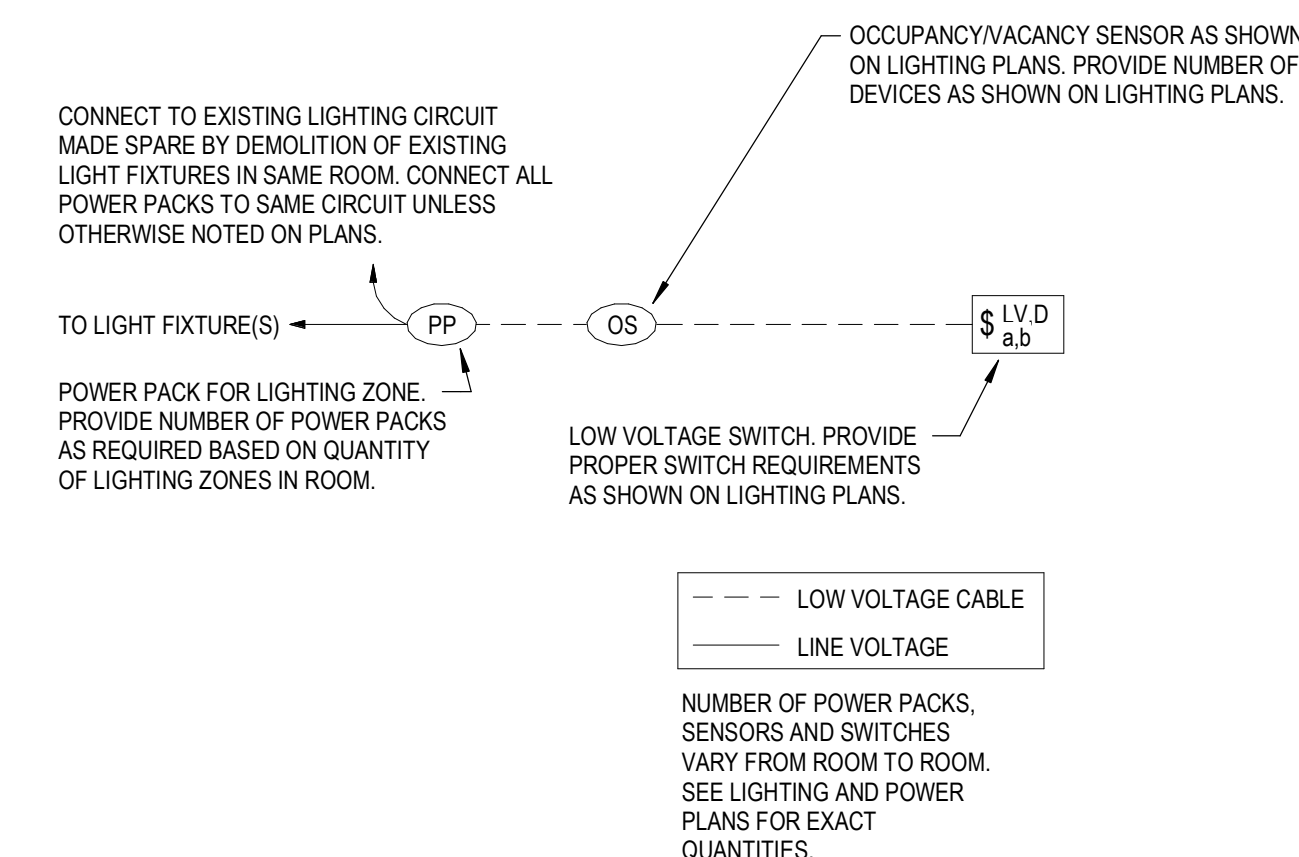 OCCUPANCY/VACANCY SENSOR AS SHOWN
ON LIGHTING PLANS. PROVIDE NUMBER OF
DEVICES AS SHOWN ON LIGHTING PLANS.
CONNECT TO EXISTING LIGHTING CIRCUIT
MADE SPARE BY DEMOLITION OF EXISTING
LIGHT FIXTURES IN SAME ROOM. CONNECT ALL
POWER PACKS TO SAME CIRCUIT UNLESS
OTHERWISE NOTED ON PLANS.
TO LIGHT FIXTURE(S)
PP
OS
$ LV,D
a,b
POWER PACK FOR LIGHTING ZONE.
PROVIDE NUMBER OF POWER PACKS
AS REQUIRED BASED ON QUANTITY
OF LIGHTING ZONES IN ROOM.
LOW VOLTAGE SWITCH. PROVIDE
PROPER SWITCH REQUIREMENTS
AS SHOWN ON LIGHTING PLANS.
LOW VOLTAGE CABLE
LINE VOLTAGE
NUMBER OF POWER PACKS,
SENSORS AND SWITCHES
VARY FROM ROOM TO ROOM.
SEE LIGHTING AND POWER
PLANS FOR EXACT
QUANTITIES.